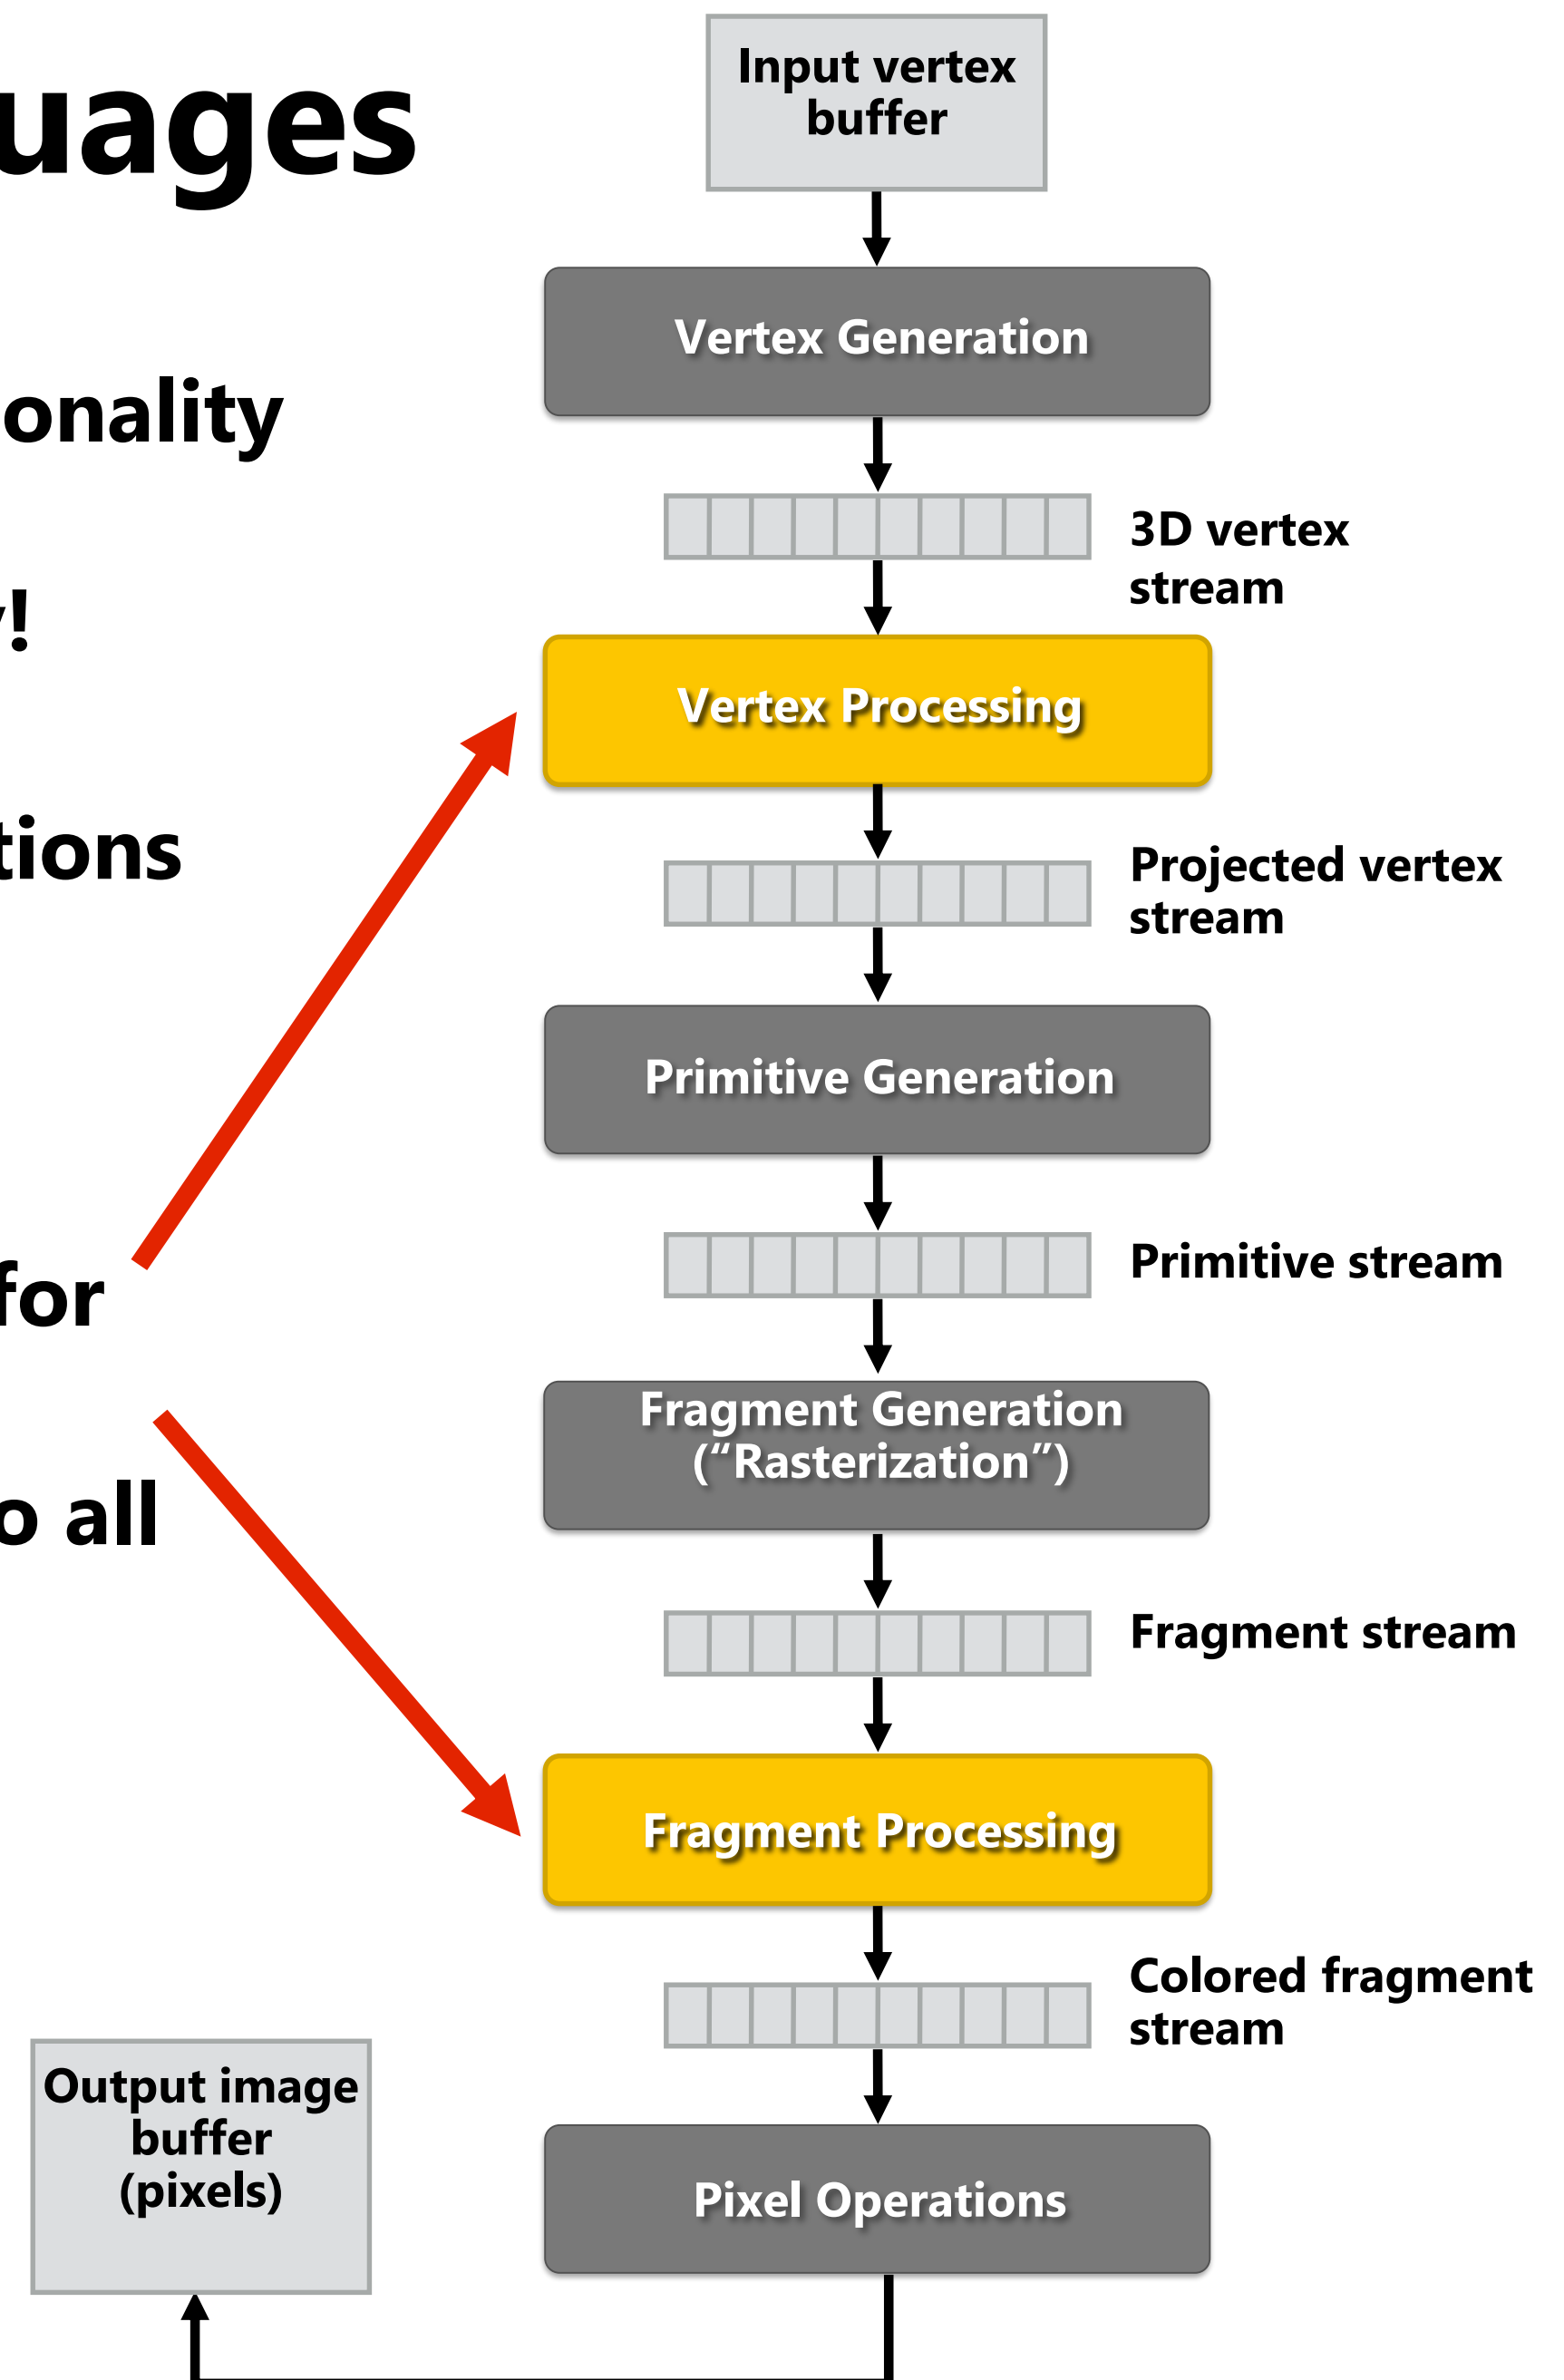 uages
onality
y!
tions
for
o all
Input vertex
buffer
Vertex Generation
3D vertex
stream
Vertex Processing
Projected vertex
stream
Primitive Generation
Primitive stream
Fragment Generation
(“Rasterization”)
Fragment stream
Fragment Processing
Colored fragment
stream
Pixel Operations
Output image
buffer
(pixels)